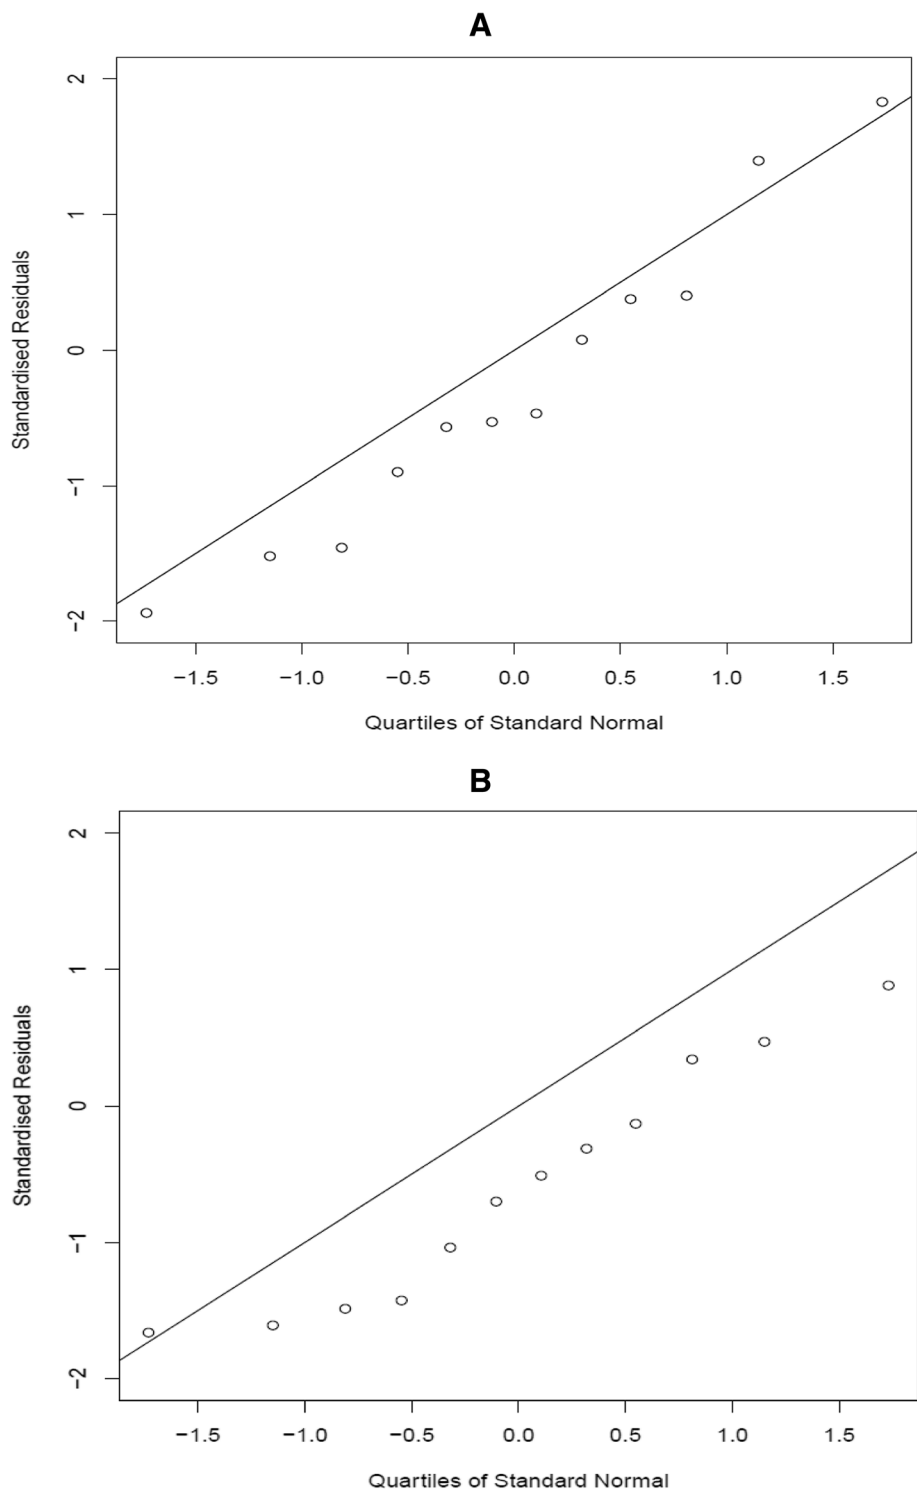 A
2
1
0
−1
−2
Standardised Residuals
−1.5 −1.0 −0.5 0.0 0.5 1.0 1.5
Quartiles of Standard Normal
B
2
1
0
−1
−2
Standardised Residuals
−1.5 −1.0 −0.5 0.0 0.5 1.0 1.5
Quartiles of Standard Normal